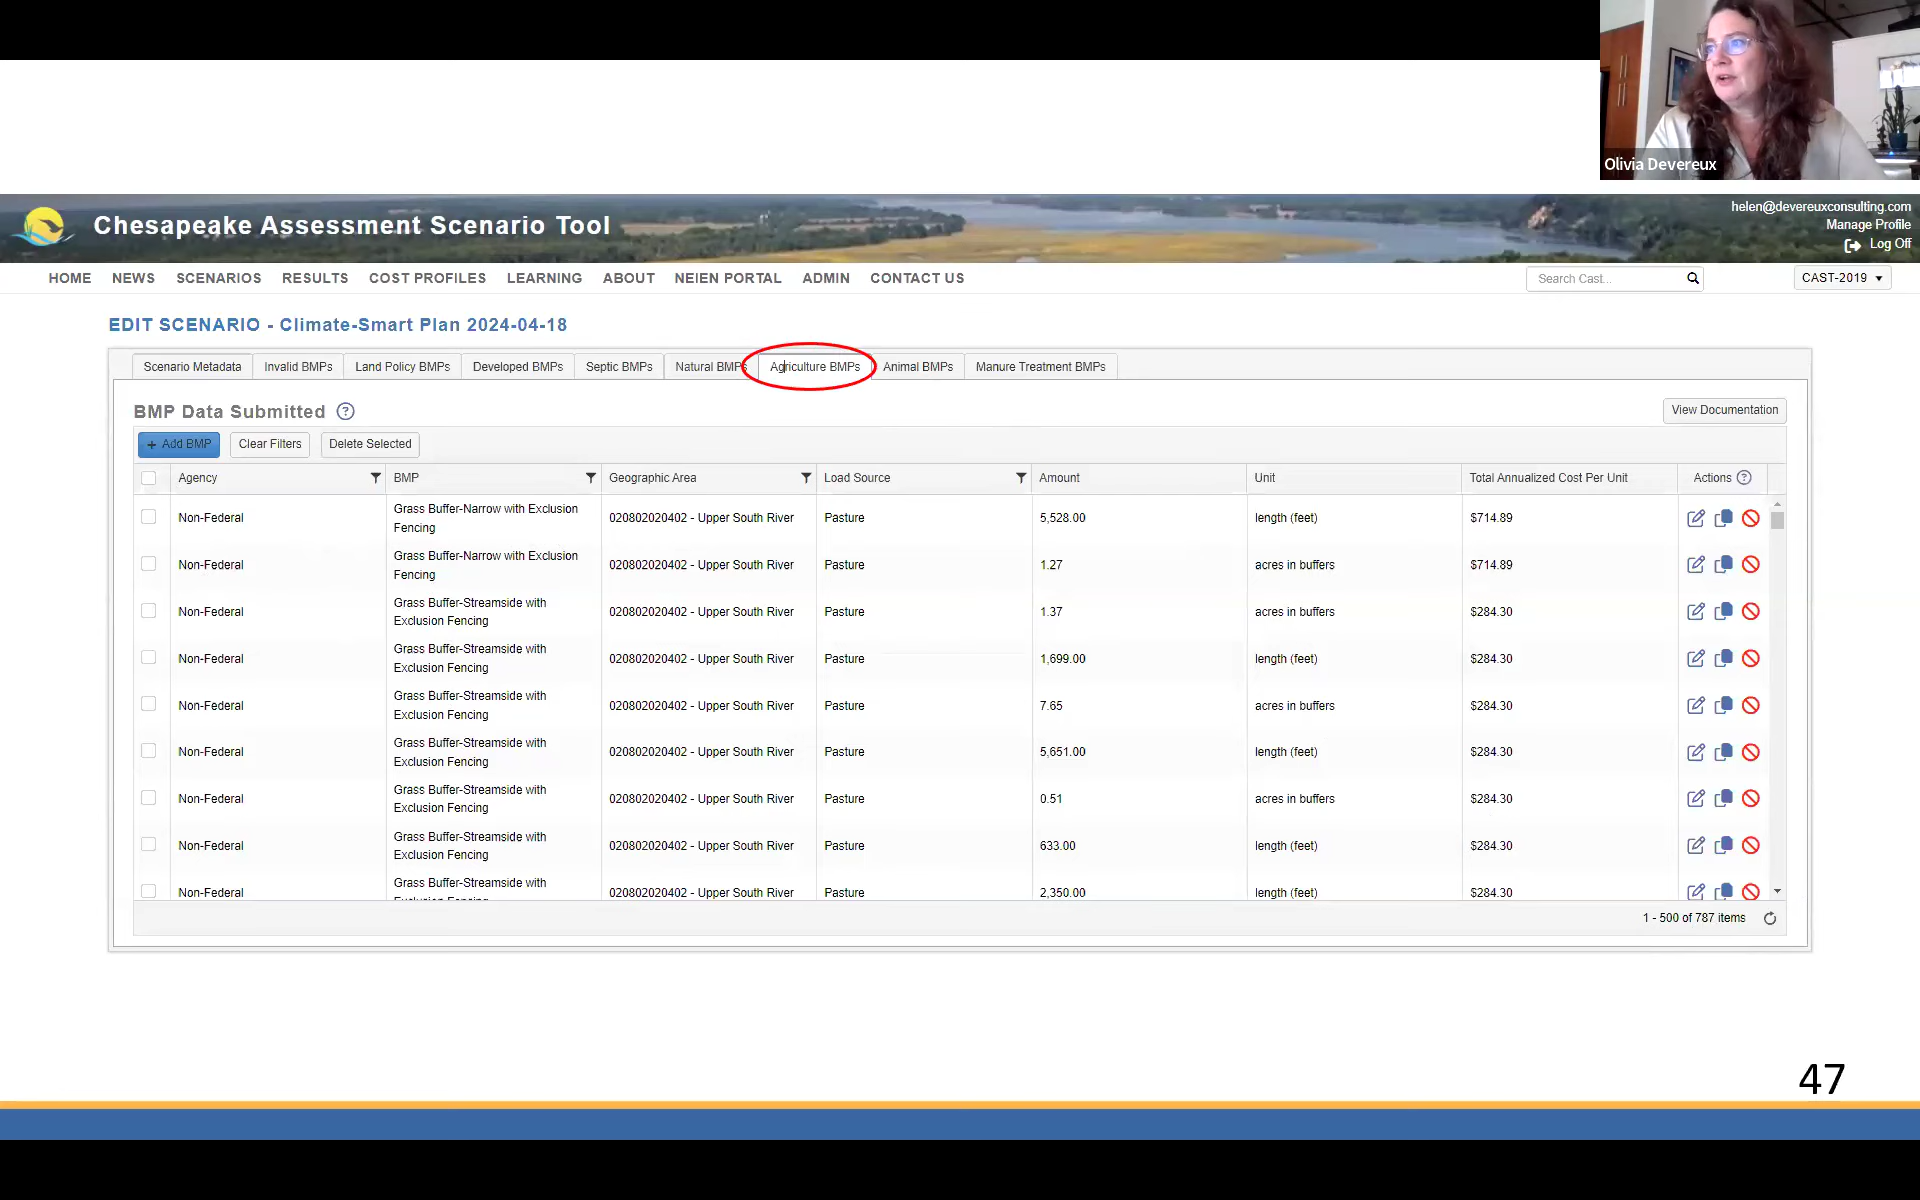 Olivia Devereux
Chesapeake Assessment Scenario Tool
helen@devereuxconsulting.com
Manage Profile
Log Off
HOME NEWS SCENARIOS RESULTS COST PROFILES LEARNING ABOUT NEIEN PORTAL ADMIN CONTACT US
Search Cast...
CAST-2019
EDIT SCENARIO - Climate-Smart Plan 2024-04-18
Scenario Metadata Invalid BMPs Land Policy BMPs Developed BMPs Septic BMPs Natural BMPs Agriculture BMPs Animal BMPs Manure Treatment BMPs
BMP Data Submitted ?
View Documentation
+ Add BMP Clear Filters Delete Selected
Agency BMP Geographic Area Load Source Amount Unit Total Annualized Cost Per Unit Actions ?
Non-Federal Grass Buffer-Narrow with Exclusion Fencing 020802020402 - Upper South River Pasture 5,528.00 length (feet) $714.89
Non-Federal Grass Buffer-Narrow with Exclusion Fencing 020802020402 - Upper South River Pasture 1.27 acres in buffers $714.89
Non-Federal Grass Buffer-Streamside with Exclusion Fencing 020802020402 - Upper South River Pasture 1.37 acres in buffers $284.30
Non-Federal Grass Buffer-Streamside with Exclusion Fencing 020802020402 - Upper South River Pasture 1,699.00 length (feet) $284.30
Non-Federal Grass Buffer-Streamside with Exclusion Fencing 020802020402 - Upper South River Pasture 7.65 acres in buffers $284.30
Non-Federal Grass Buffer-Streamside with Exclusion Fencing 020802020402 - Upper South River Pasture 5,651.00 length (feet) $284.30
Non-Federal Grass Buffer-Streamside with Exclusion Fencing 020802020402 - Upper South River Pasture 0.51 acres in buffers $284.30
Non-Federal Grass Buffer-Streamside with Exclusion Fencing 020802020402 - Upper South River Pasture 633.00 length (feet) $284.30
Non-Federal Grass Buffer-Streamside with 020802020402 - Upper South River Pasture 2,350.00 length (feet) $284.30
1 - 500 of 787 items
47